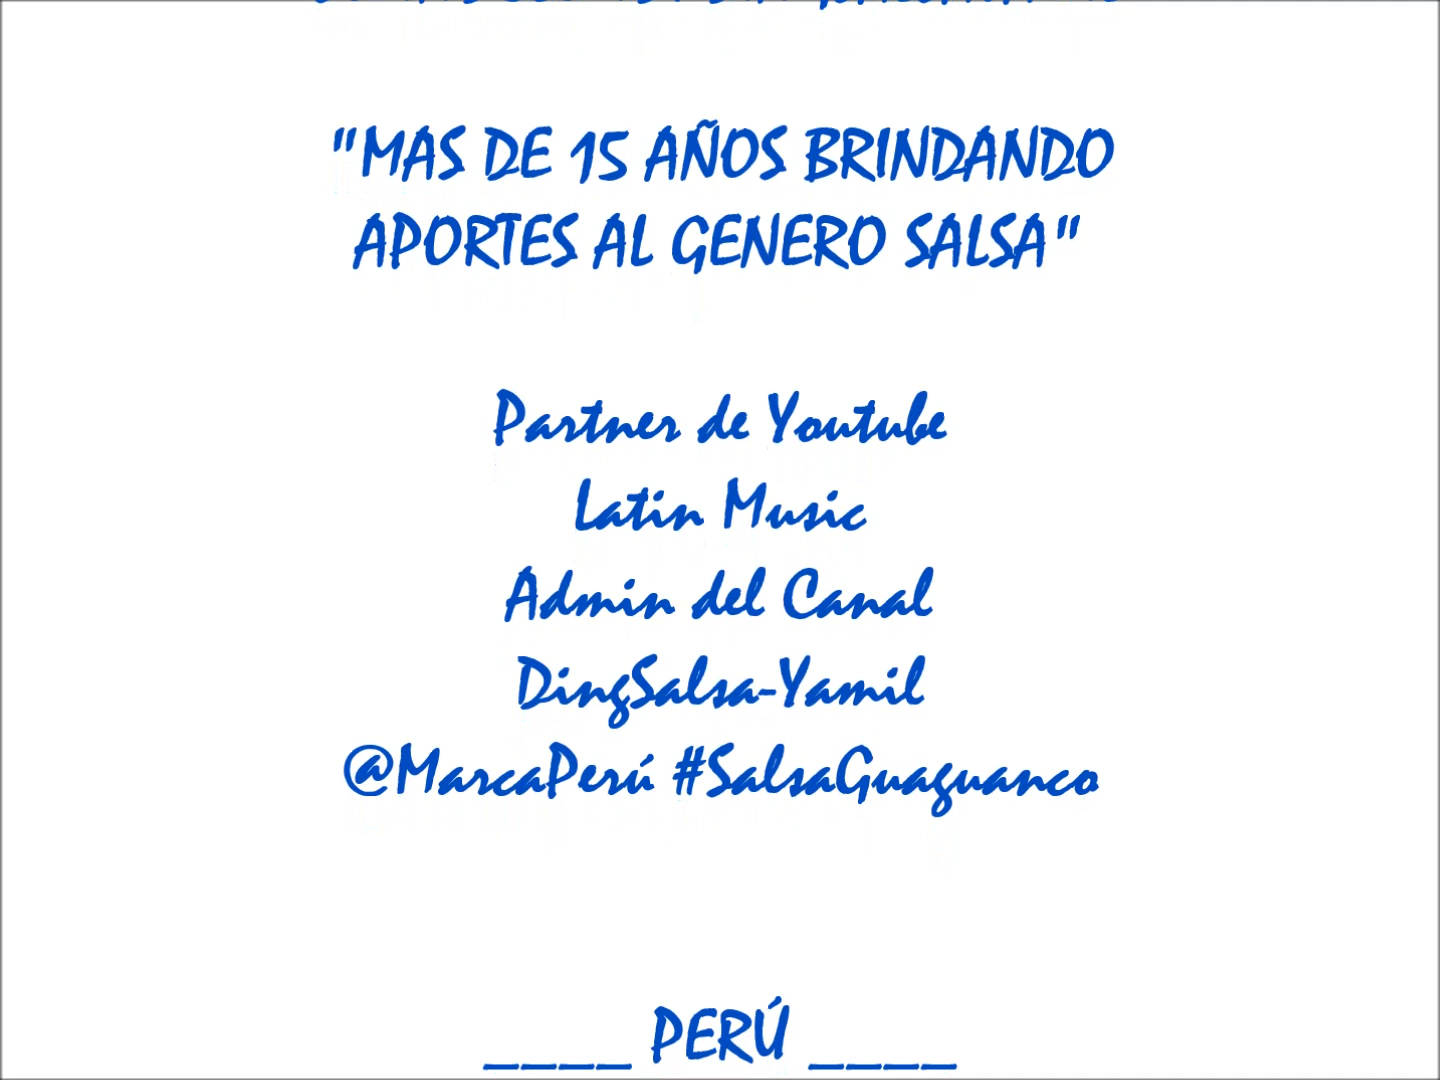 "MAS DE 15 AÑOS BRINDANDO
APORTES AL GENERO SALSA"
Partner de Youtube
Latin Music
Admin del Canal
DingSalsa-Yamil
@MarcaPerú #SalsaGuaguanco
____ PERÚ ____